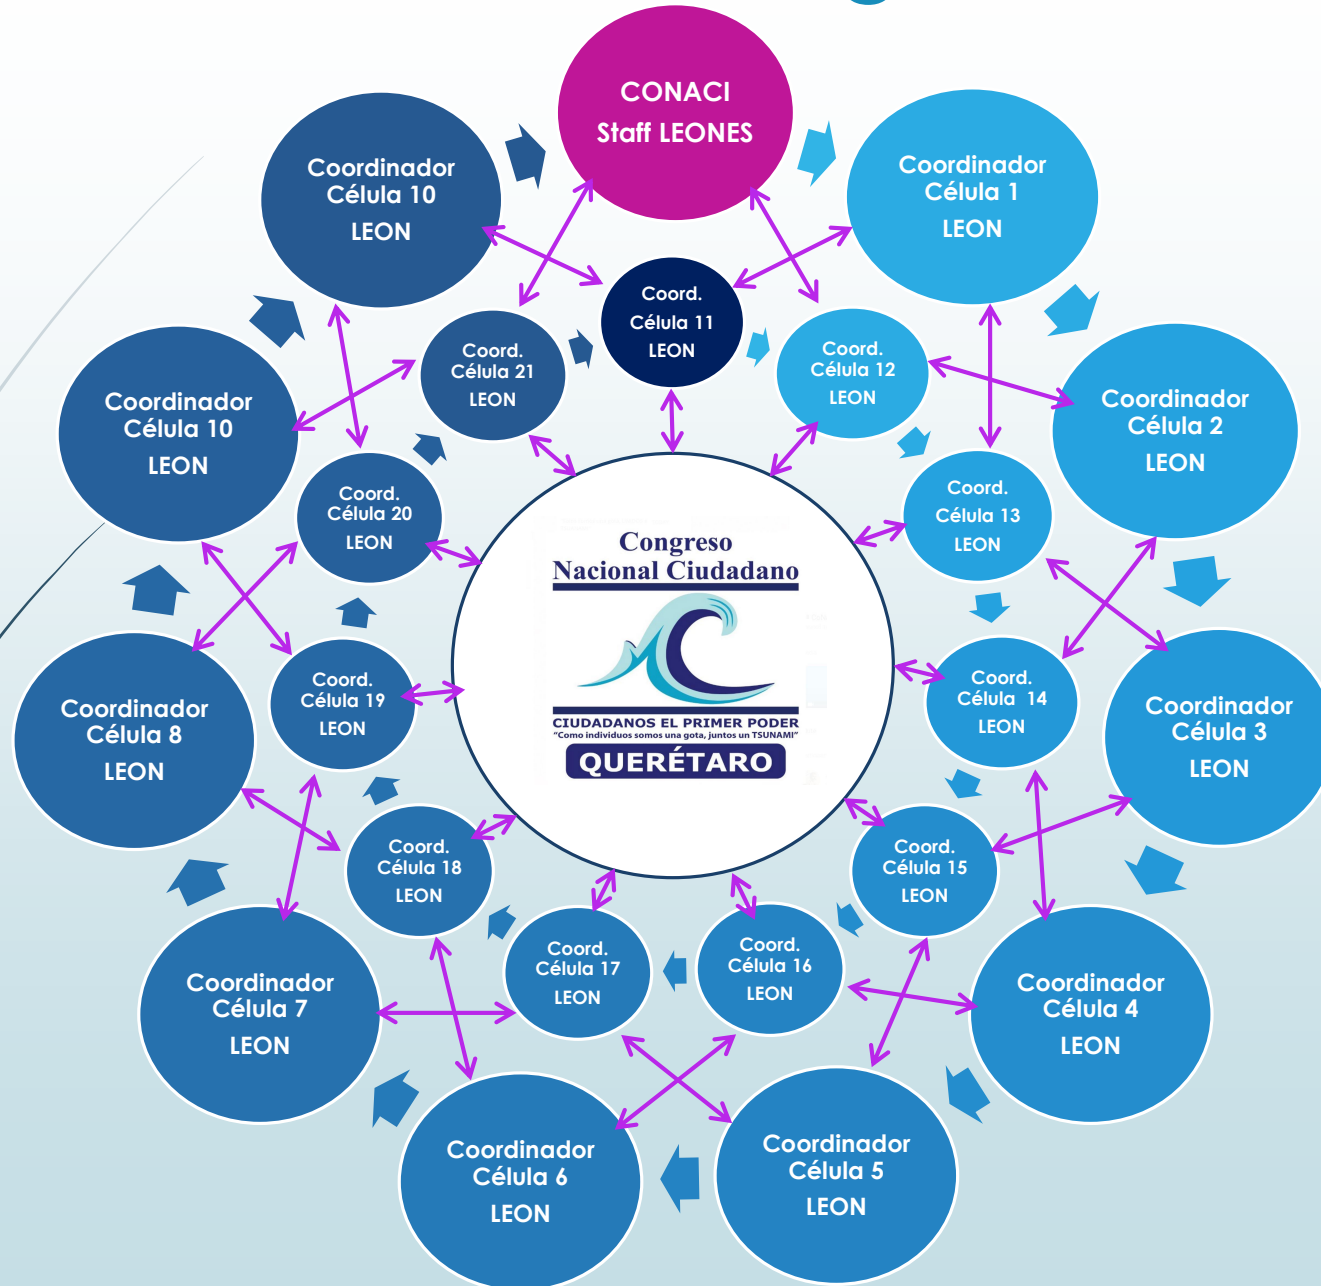 CONACI
Staff LEONES
Coordinador
Célula 1
LEON
Coordinador
Célula 2
LEON
Coordinador
Célula 3
LEON
Coordinador
Célula 4
LEON
Coordinador
Célula 5
LEON
Coordinador
Célula 6
LEON
Coordinador
Célula 7
LEON
Coordinador
Célula 8
LEON
Coordinador
Célula 10
LEON
Coordinador
Célula 10
LEON
Coord.
Célula 11
LEON
Coord.
Célula 12
LEON
Coord.
Célula 13
LEON
Coord.
Célula 14
LEON
Coord.
Célula 15
LEON
Coord.
Célula 16
LEON
Coord.
Célula 17
LEON
Coord.
Célula 18
LEON
Coord.
Célula 19
LEON
Coord.
Célula 20
LEON
Coord.
Célula 21
LEON
Congreso
Nacional Ciudadano
CIUDADANOS EL PRIMER PODER
"Como individuos somos una gota, juntos un TSUNAMI"
QUERÉTARO